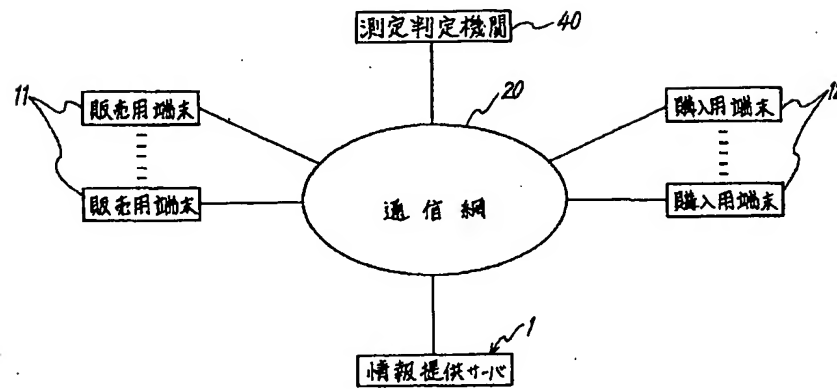 測定判定機関 40
11 販売用端末
20
購入用端末 12
販売用端末
通信網
購入用端末
1
情報提供サーバ